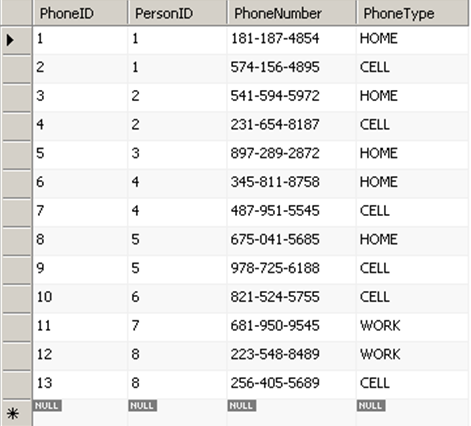 PhoneID PersonID PhoneNumber PhoneType
1 1 181-187-4854 HOME
2 1 574-156-4895 CELL
3 2 541-594-5972 HOME
4 2 231-654-8187 CELL
5 3 897-289-2872 HOME
6 4 345-811-8758 HOME
7 4 487-951-5545 CELL
8 5 675-041-5685 HOME
9 5 978-725-6188 CELL
10 6 821-524-5755 CELL
11 7 681-950-9545 WORK
12 8 223-548-8489 WORK
13 8 256-405-5689 CELL
NULL NULL NULL NULL